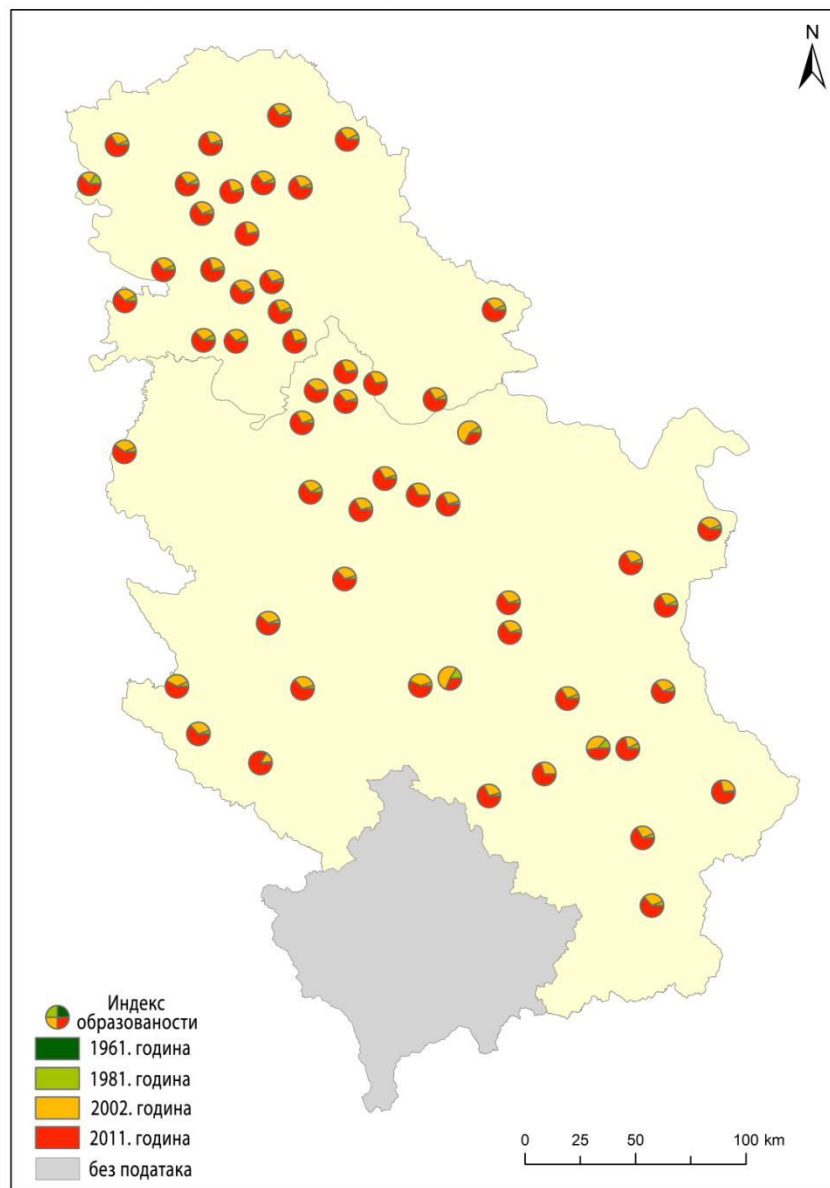 N
Индекс
образованости
1961. година
1981. година
2002. година
2011. година
без података
0 25 50 100 km